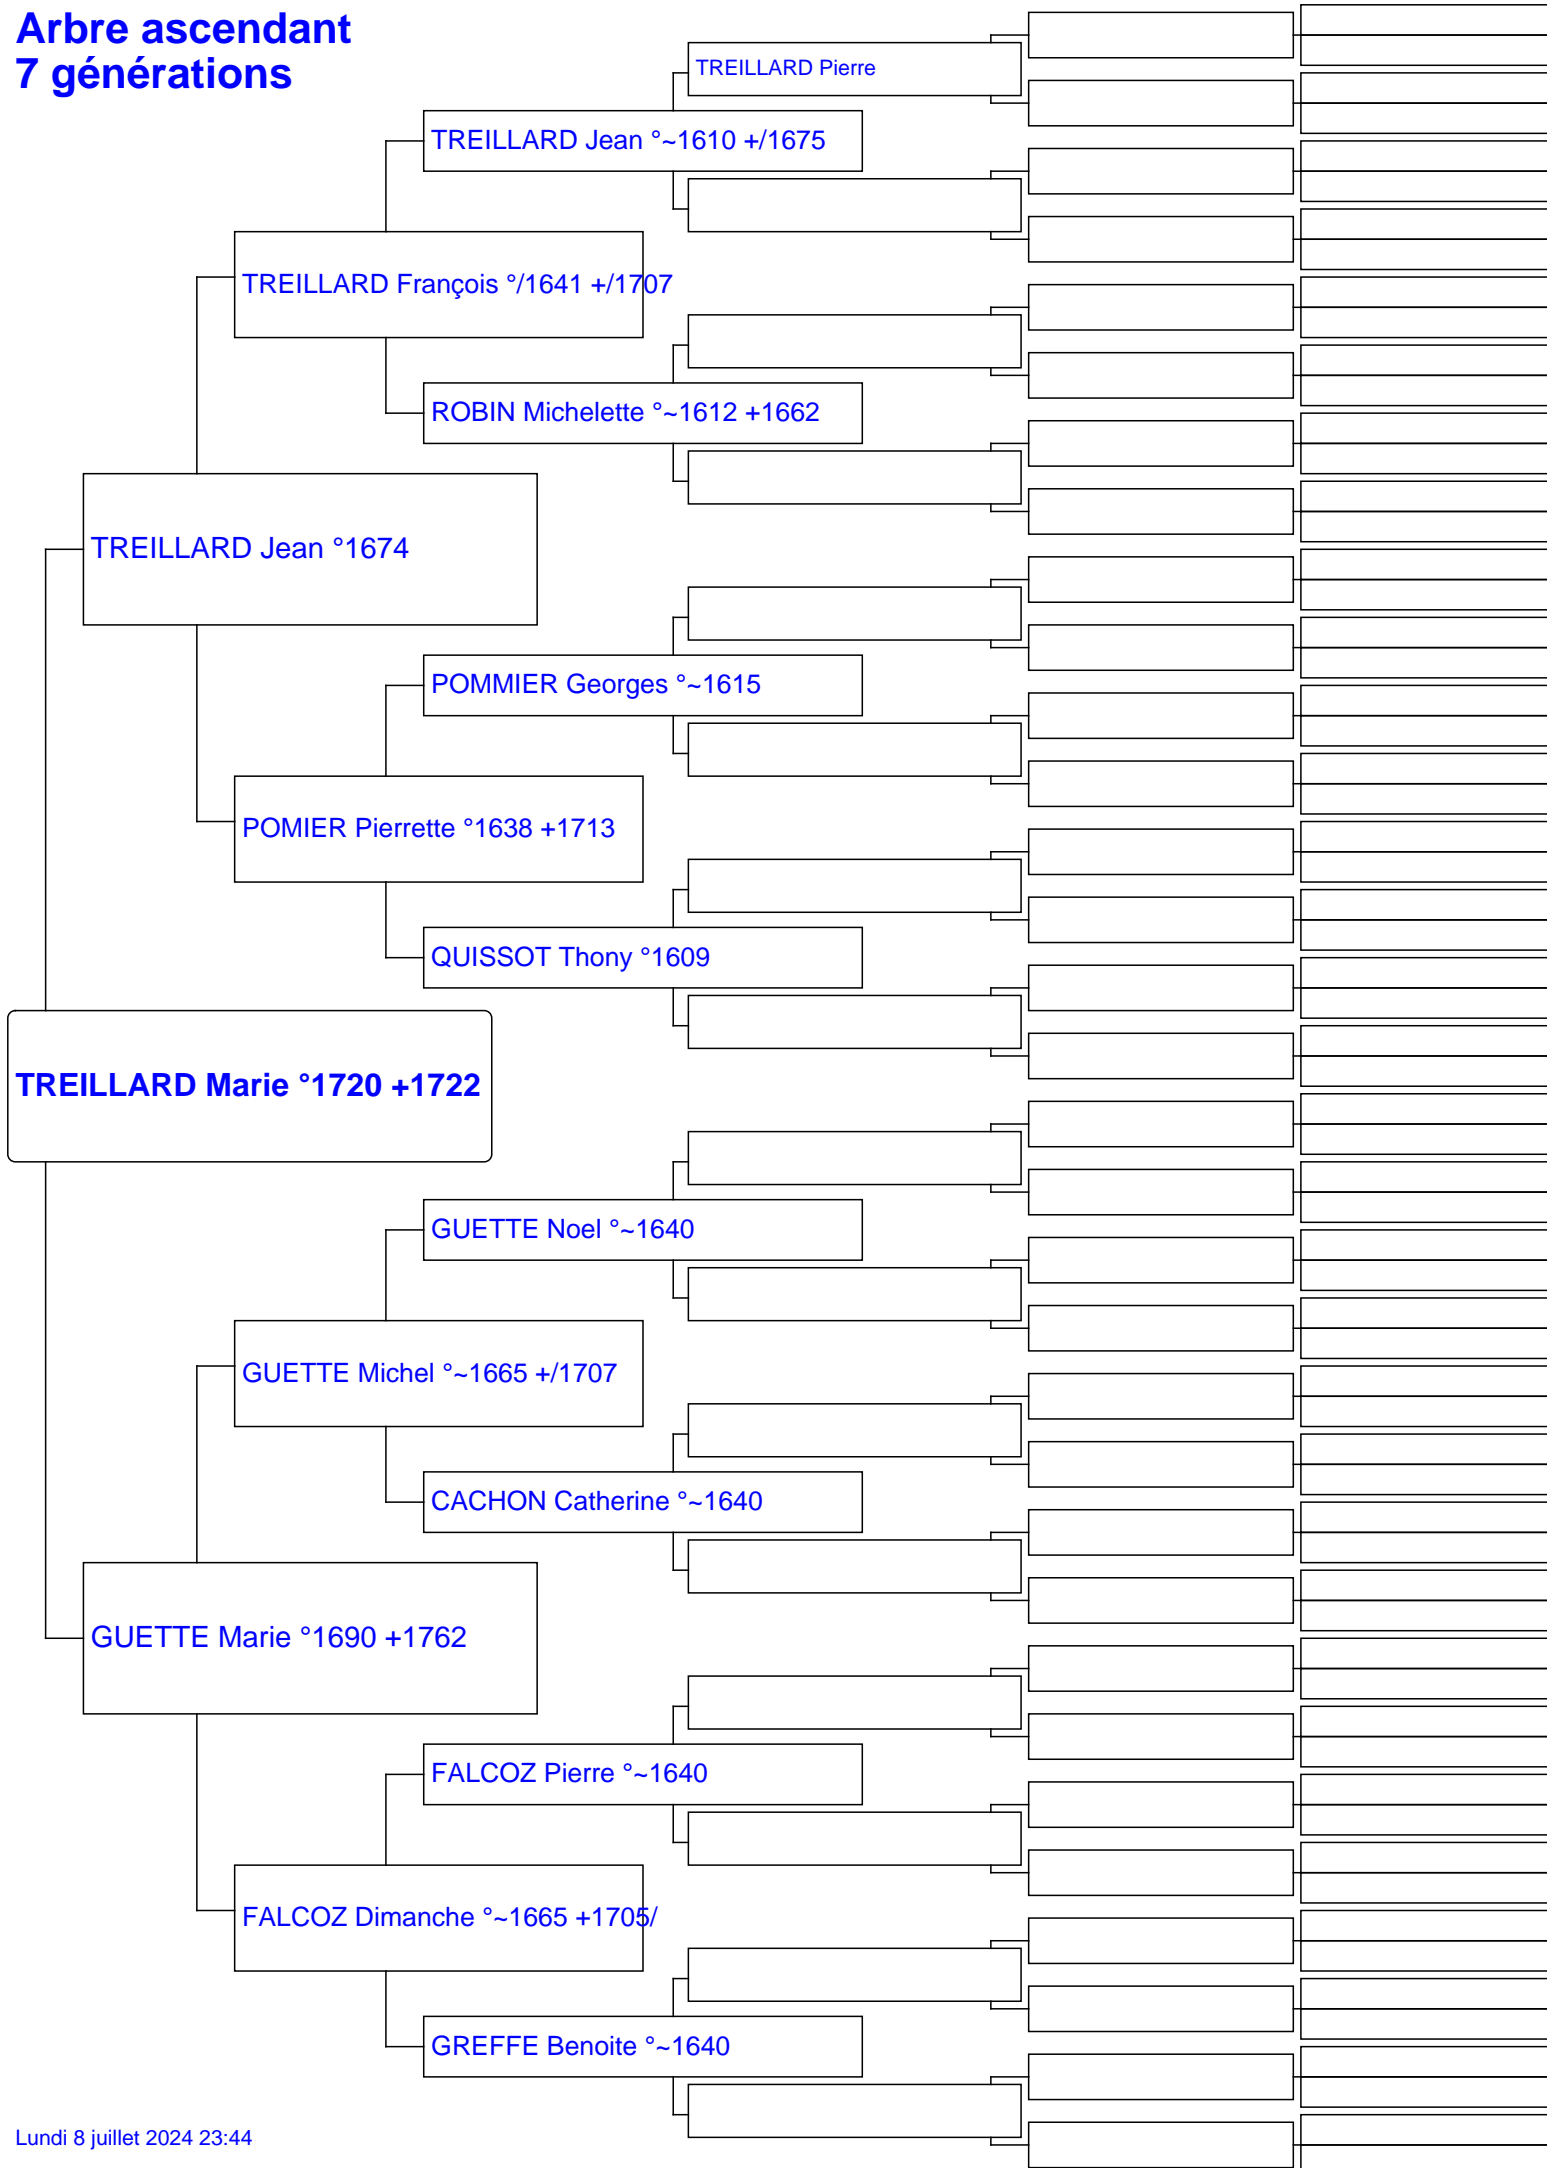 Arbre ascendant
7 générations
TREILLARD Pierre
TREILLARD Jean °~1610 +/1675
TREILLARD François °/1641 +/1707
ROBIN Michelette °~1612 +1662
TREILLARD Jean °1674
POMMIER Georges °~1615
POMIER Pierrette °1638 +1713
QUISSOT Thony °1609
TREILLARD Marie °1720 +1722
GUETTE Noel °~1640
GUETTE Michel °~1665 +/1707
CACHON Catherine °~1640
GUETTE Marie °1690 +1762
FALCOZ Pierre °~1640
FALCOZ Dimanche °~1665 +1705/
GREFFE Benoite °~1640
Lundi 8 juillet 2024 23:44